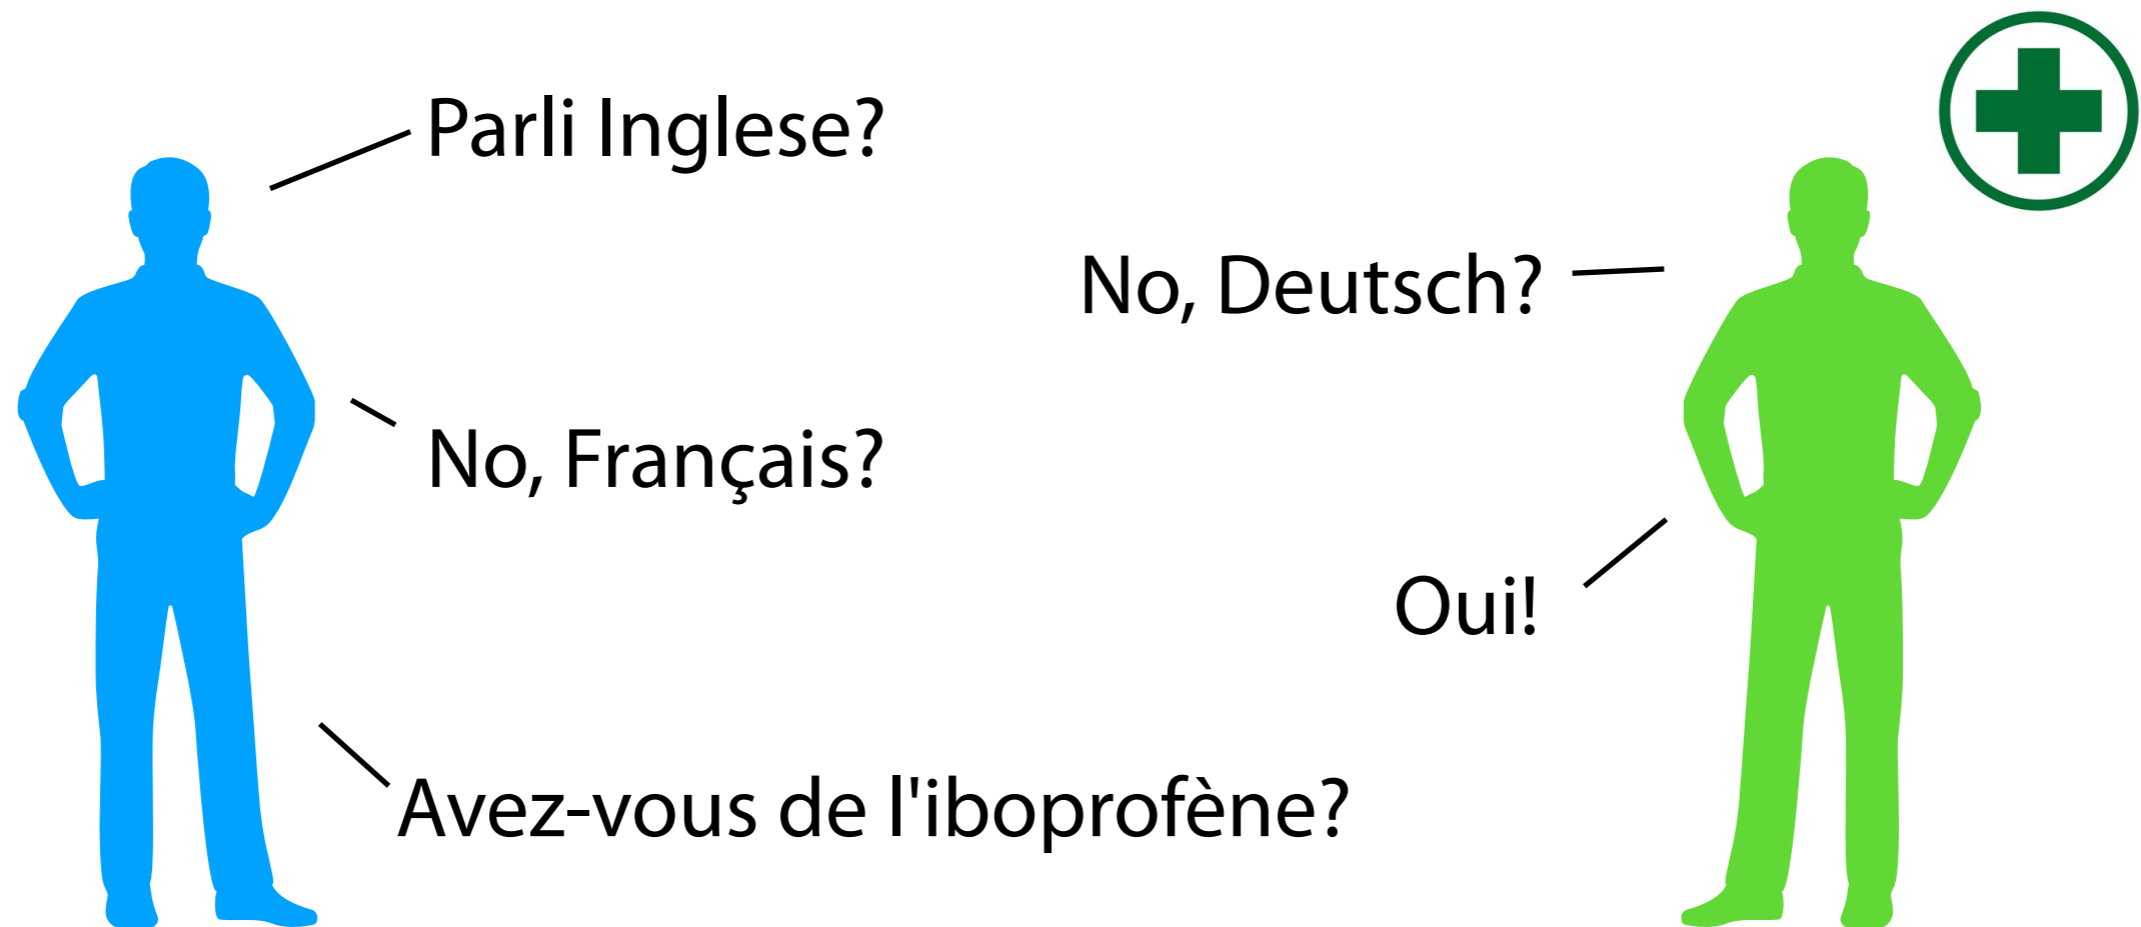 Parli Inglese?
No, Deutsch?
No, Français?
Oui!
Avez-vous de l'iboprofène?